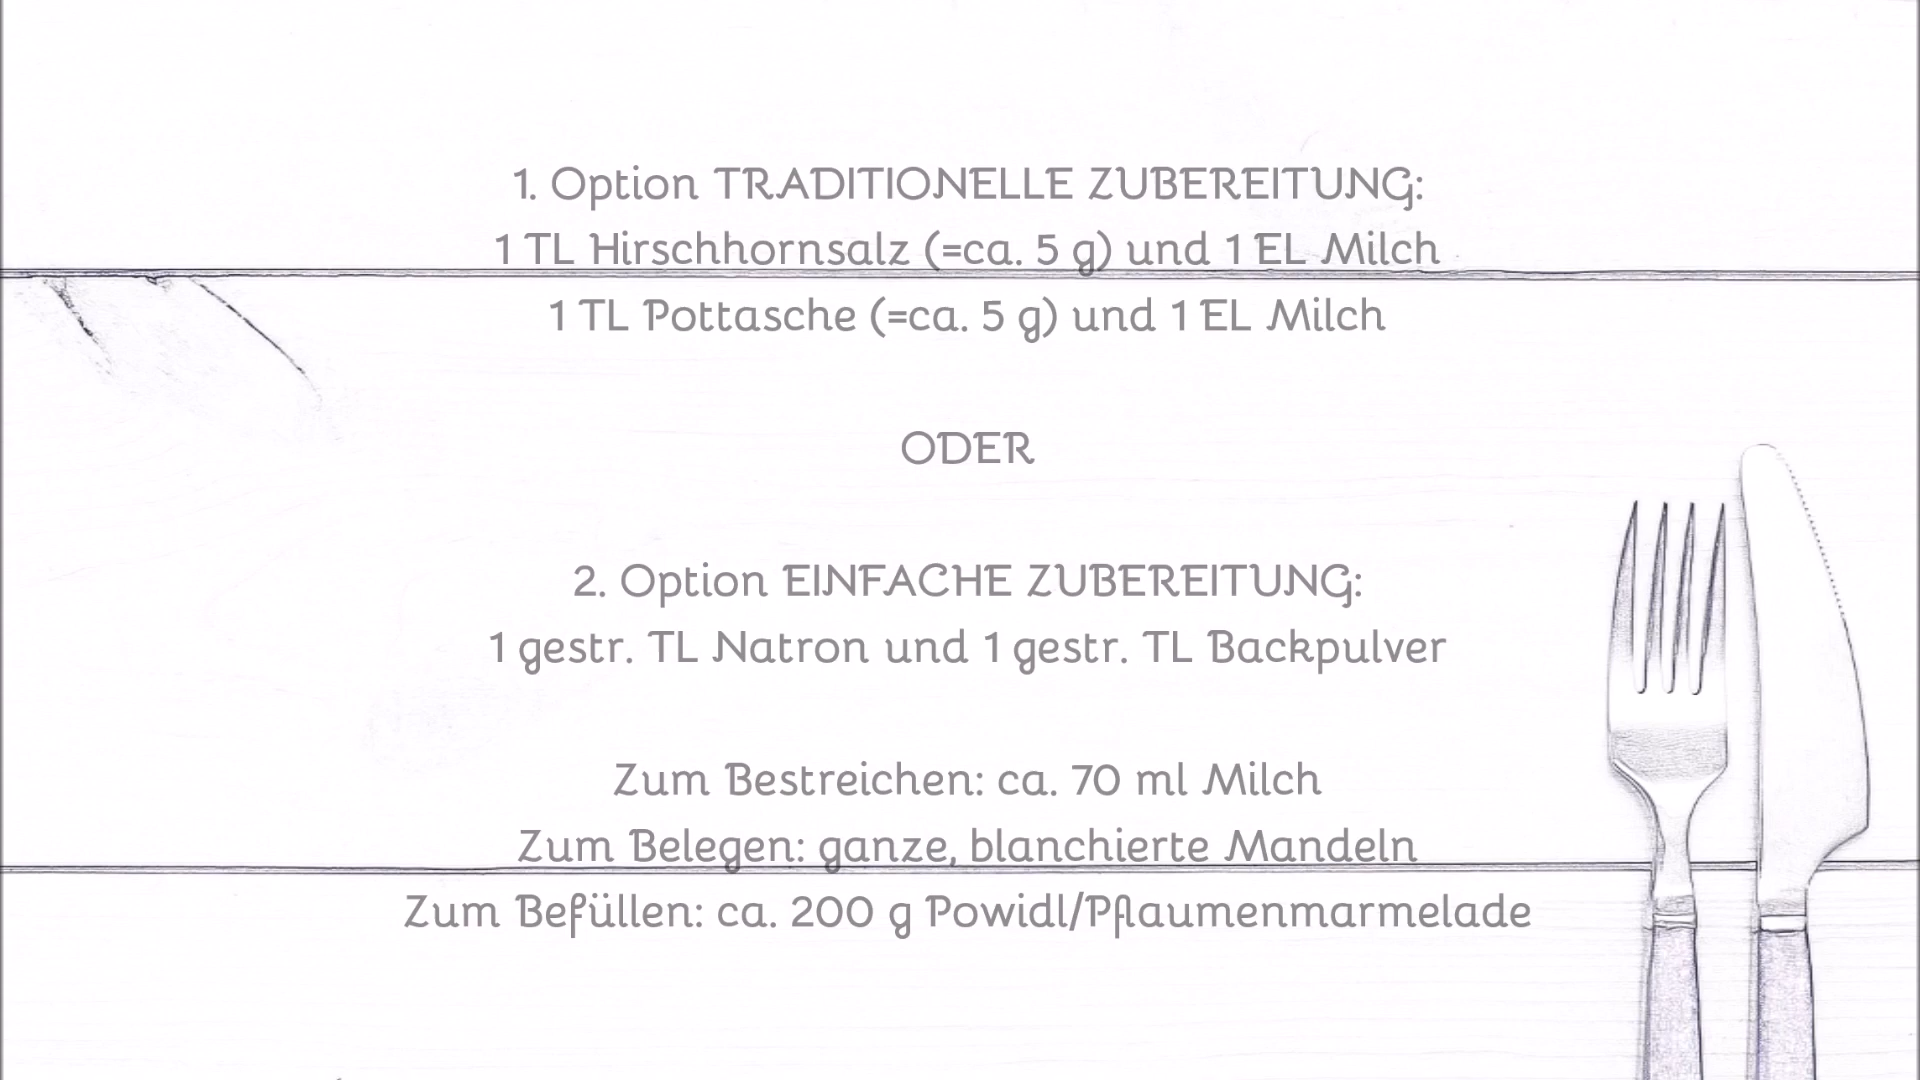 1. Option TRADITIONELLE ZUBEREITUNG:
1 TL Hirschhornsalz (=ca. 5 g) und 1 EL Milch
1 TL Pottasche (=ca. 5 g) und 1 EL Milch
ODER
2. Option EINFACHE ZUBEREITUNG:
1 gestr. TL Natron und 1 gestr. TL Backpulver
Zum Bestreichen: ca. 70 ml Milch
Zum Belegen: ganze, blanchierte Mandeln
Zum Befüllen: ca. 200 g Powidl/Pflaumenmarmelade